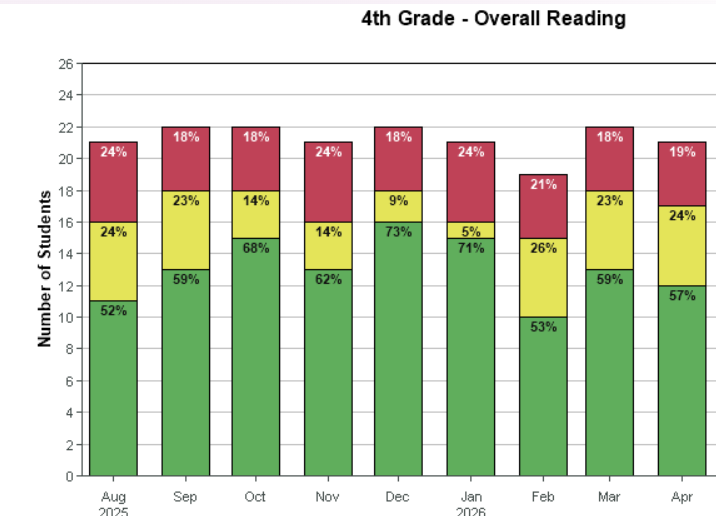 4th Grade - Overall Reading
Number of Students
26
24
22
20
18
16
14
12
10
8
6
4
2
0
24% 18% 18% 24% 18% 24% 21% 18% 19%
24% 23% 14% 14% 9% 5% 26% 23% 24%
52% 59% 68% 62% 73% 71% 53% 59% 57%
Aug Sep Oct Nov Dec Jan Feb Mar Apr
2025 2026